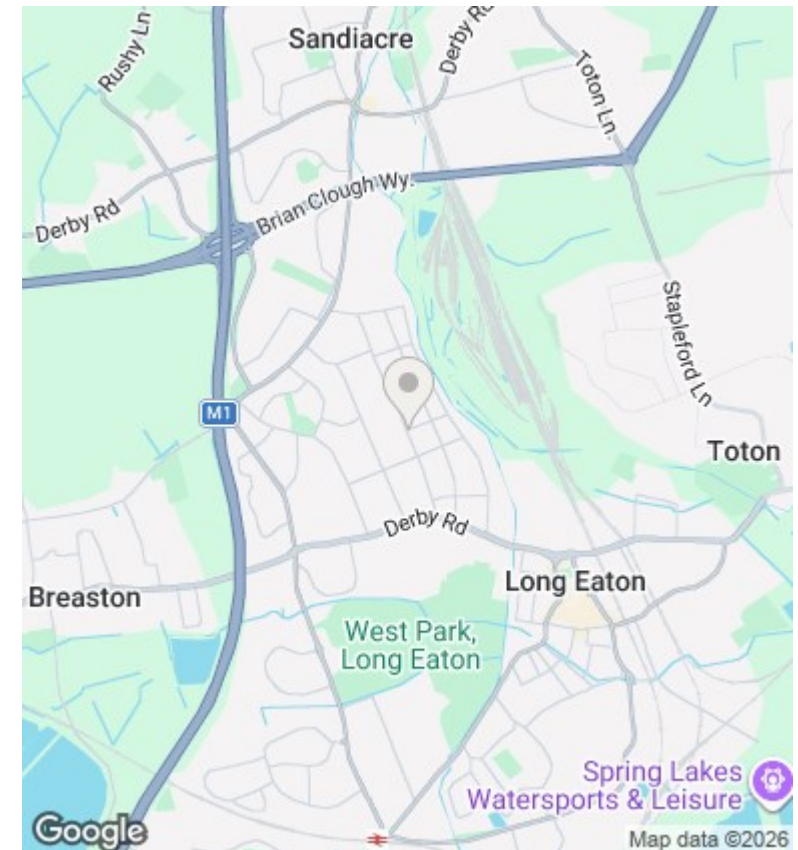 Sandiacre
Derby Rd
Rushy Ln
Toton Ln.
Brian Clough Wy.
Derby Rd
Stapleford Ln
M1
Toton
Derby Rd
Long Eaton
Breaston
West Park,
Long Eaton
Spring Lakes
Watersports & Leisure
Google
Map data ©2026